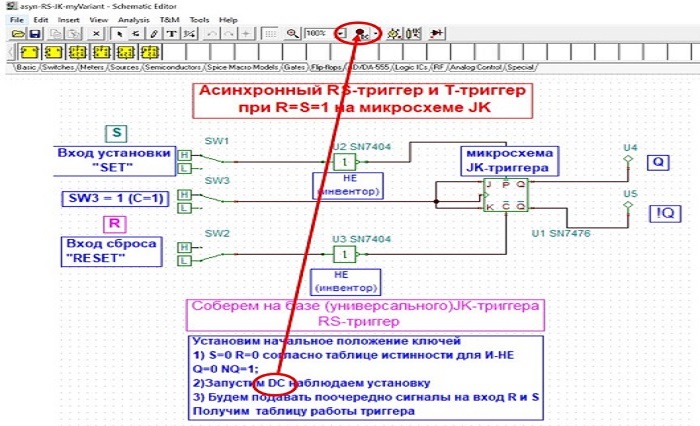 asyn-RS-JK-myVariant - Schematic Editor
File Edit Insert View Analysis T&M Tools Help
100%
DC
Basic Switches Meters Sources Semiconductors Spice Macro Models Gates Flip-flops AD/DA-555 Logic ICs RF Analog Control Special
Асинхронный RS-триггер и T-триггер
при R=S=1 на микросхеме JK
S
SW1
U2 SN7404
U4
Вход установки
"SET"
H
L
1
микросхема
JK-триггера
Q
НЕ
(инвентор)
SW3
SW3 = 1 (C=1)
H
L
J P Q
K C Q
U5
!Q
R
SW2
U3 SN7404
U1 SN7476
Вход сброса
"RESET"
H
L
1
НЕ
(инвентор)
Соберем на базе (универсального)JK-триггера
RS-триггер
Установим начальное положение ключей
1) S=0 R=0 согласно таблице истинности для И-НЕ
Q=0 NQ=1;
2)Запустим DC наблюдаем установку
3) Будем подавать поочередно сигналы на вход R и S
Получим таблицу работы триггера